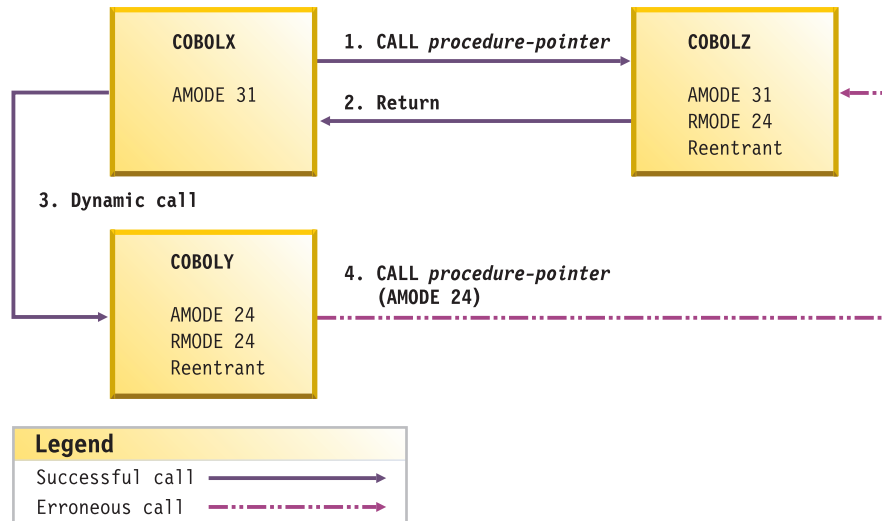 COBOLX
AMODE 31
1. CALL procedure-pointer
2. Return
COBOLZ
AMODE 31
RMODE 24
Reentrant
3. Dynamic call
COBOLY
AMODE 24
RMODE 24
Reentrant
4. CALL procedure-pointer
(AMODE 24)
Legend
Successful call
Erroneous call